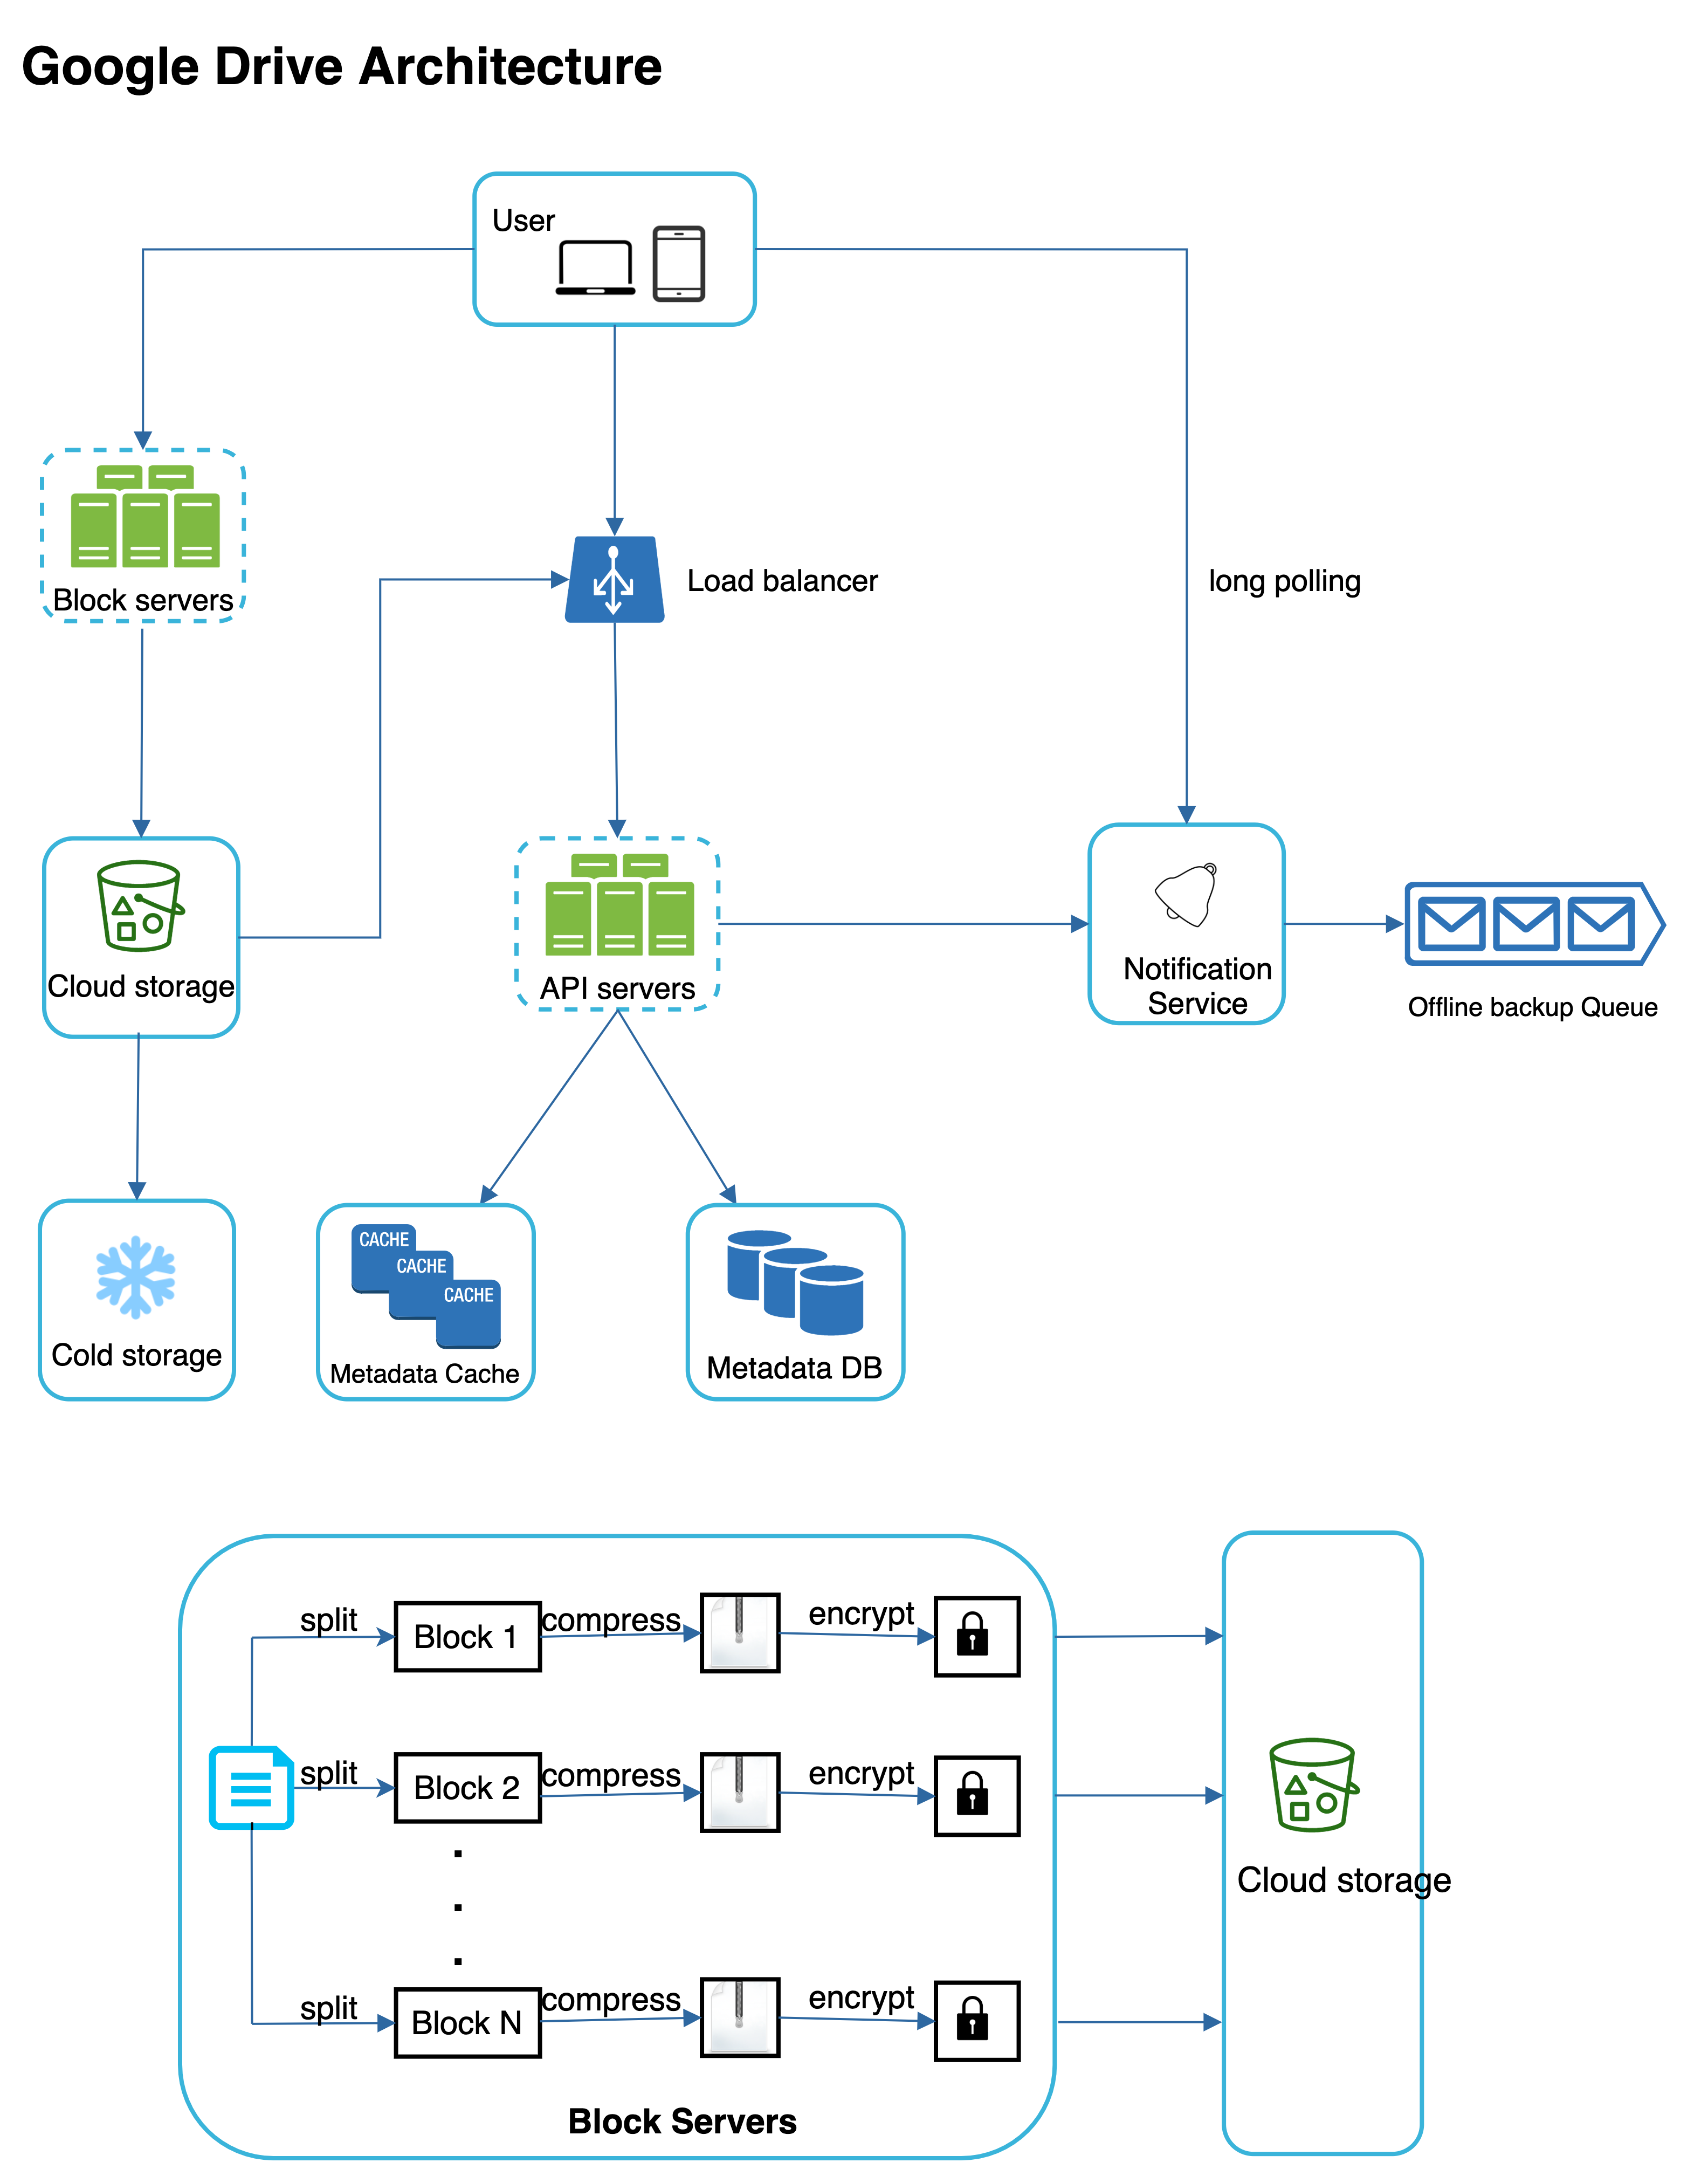 Google Drive Architecture
User
Block servers
Load balancer
long polling
Cloud storage
API servers
Notification
Service
Offline backup Queue
Cold storage
CACHE
CACHE
CACHE
Metadata Cache
Metadata DB
split
Block 1
compress
encrypt
split
Block 2
compress
encrypt
Cloud storage
split
Block N
compress
encrypt
Block Servers